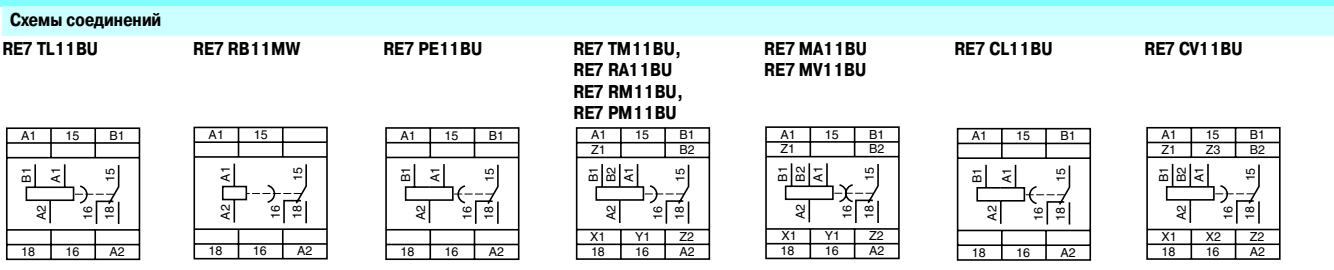 Схемы соединений
RE7 TL11BU
RE7 RB11MW
RE7 PE11BU
RE7 TM11BU,
RE7 RA11BU
RE7 RM11BU,
RE7 PM11BU
RE7 MA11BU
RE7 MV11BU
RE7 CL11BU
RE7 CV11BU
A1 15 B1
B1 A1 15
A2 16 18
18 16 A2
A1 15
A1 15
A2 16 18
18 16 A2
A1 15 B1
B1 A1 15
A2 16 18
18 16 A2
A1 15 B1
Z1 B2
B1 B2 A1 15
A2 16 18
X1 Y1 Z2
18 16 A2
A1 15 B1
Z1 B2
B1 B2 A1 15
A2 16 18
X1 Y1 Z2
18 16 A2
A1 15 B1
B1 A1 15
A2 16 18
18 16 A2
A1 15 B1
Z1 Z3 B2
B1 B2 A1 15
A2 16 18
X1 X2 Z2
18 16 A2